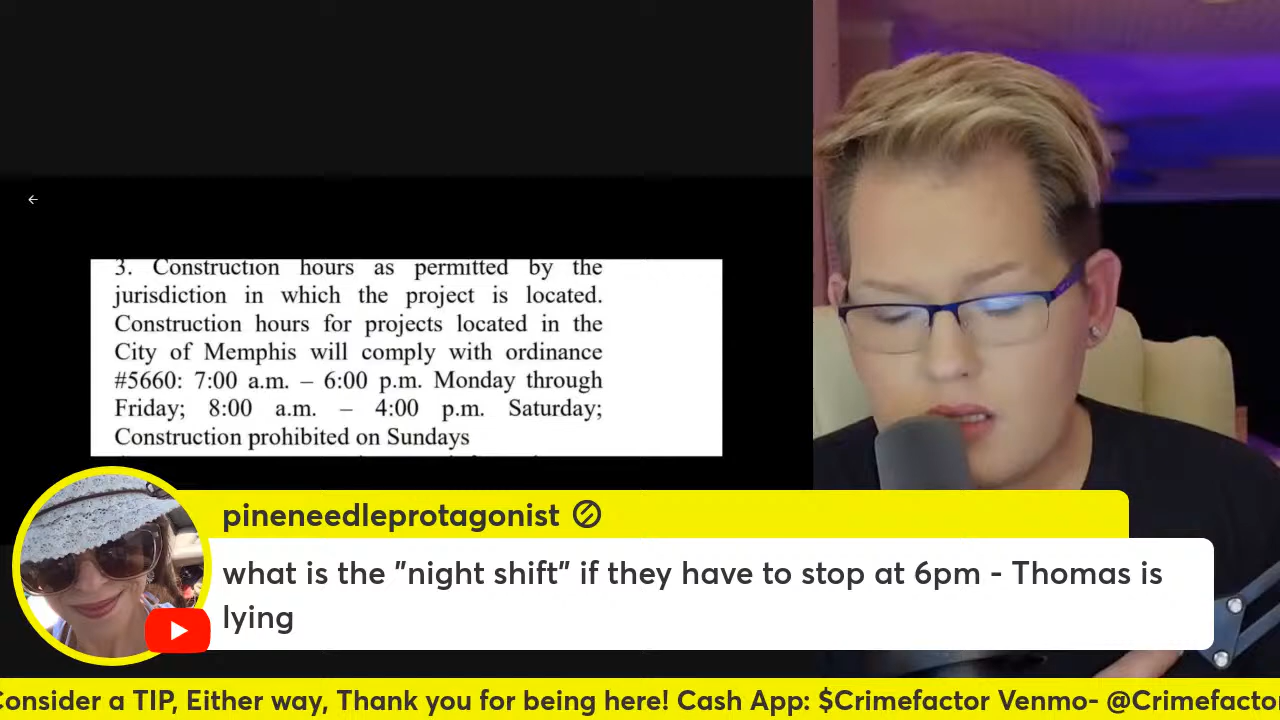 3. Construction hours as permitted by the
jurisdiction in which the project is located.
Construction hours for projects located in the
City of Memphis will comply with ordinance
#5660: 7:00 a.m. – 6:00 p.m. Monday through
Friday; 8:00 a.m. – 4:00 p.m. Saturday;
Construction prohibited on Sundays
pineneedleprotagonist
what is the "night shift" if they have to stop at 6pm - Thomas is
lying
Consider a TIP, Either way, Thank you for being here! Cash App: $Crimefactor Venmo- @Crimefactor